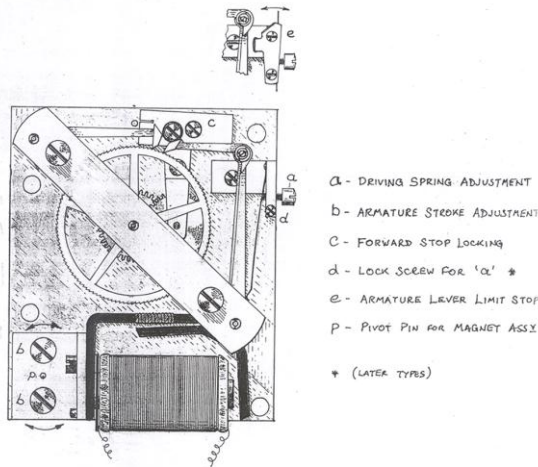 e
c
a
d
b
p
b
a - DRIVING SPRING ADJUSTMENT
b - ARMATURE STROKE ADJUSTMENT
C - FORWARD STOP LOCKING
d - LOCK SCREW FOR 'a' *
e - ARMATURE LEVER LIMIT STOP
P - PIVOT PIN FOR MAGNET ASSY
* (LATER TYPES)